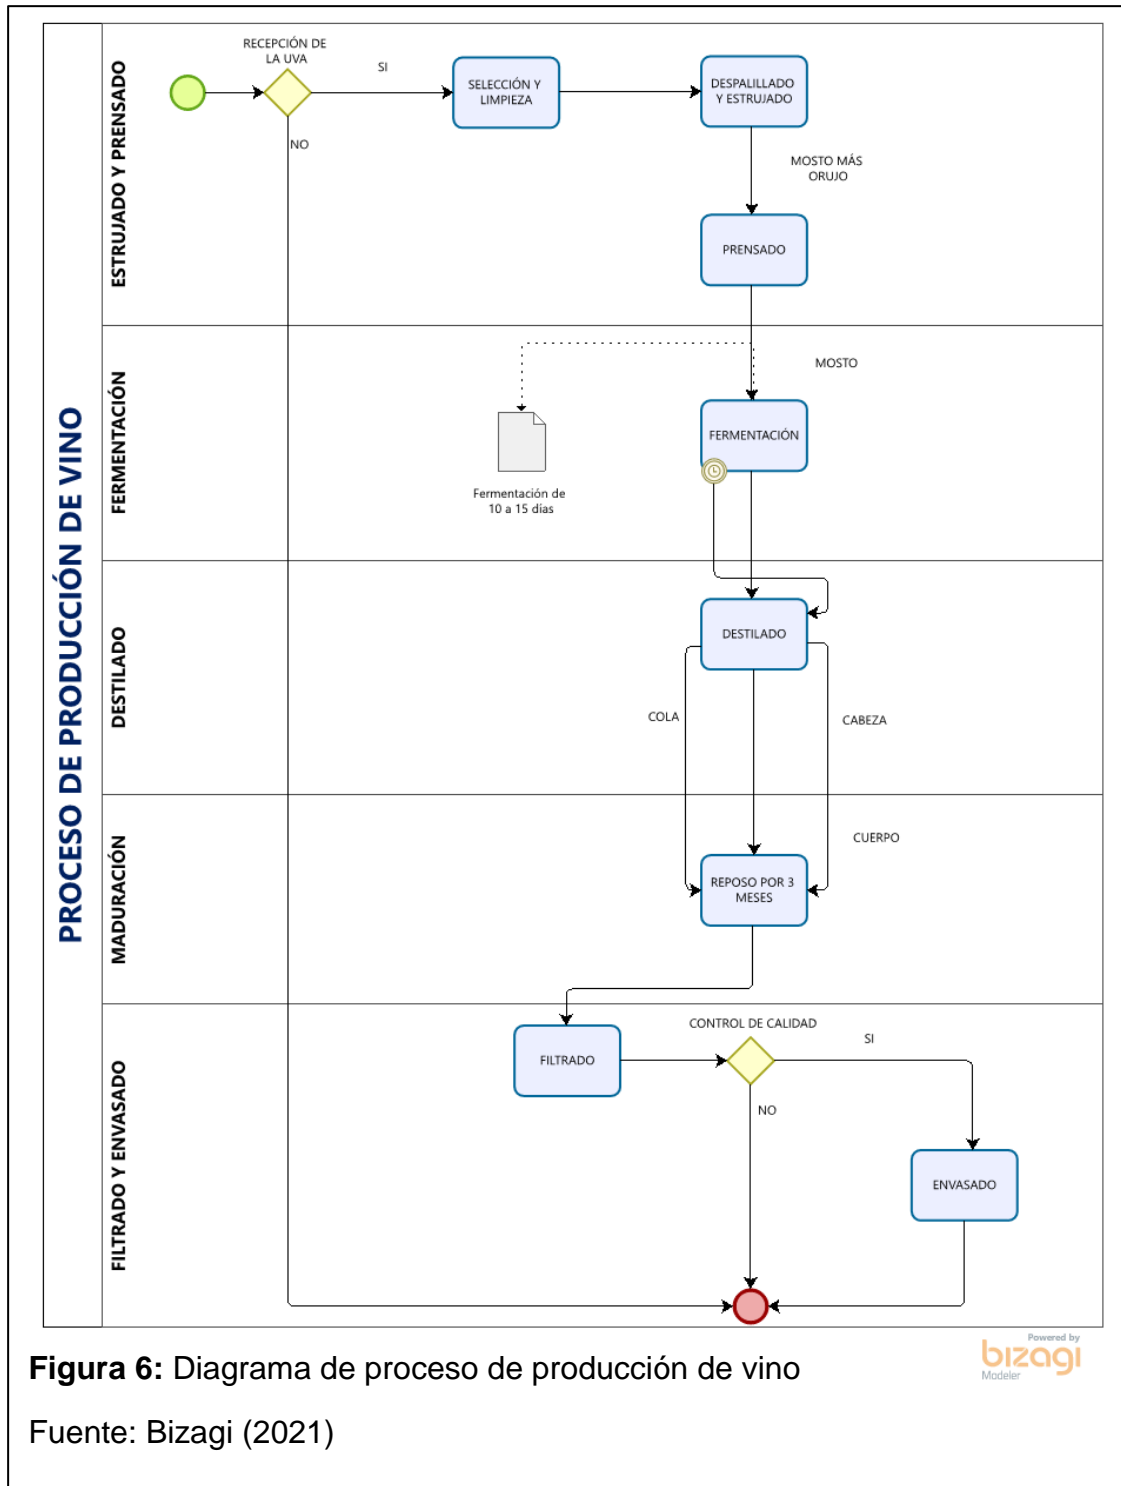 PROCESO DE PRODUCCIÓN DE VINO
ESTRUJADO Y PRENSADO
RECEPCIÓN DE
LA UVA
SI
NO
SELECCIÓN Y
LIMPIEZA
DESPALILLADO
Y ESTRUJADO
MOSTO MÁS
ORUJO
PRENSADO
FERMENTACIÓN
MOSTO
FERMENTACIÓN
Fermentación de
10 a 15 días
DESTILADO
DESTILADO
COLA
CABEZA
MADURACIÓN
CUERPO
REPOSO POR 3
MESES
FILTRADO Y ENVASADO
FILTRADO
CONTROL DE CALIDAD
SI
NO
ENVASADO
Powered by
bizagi
Modeler
Figura 6: Diagrama de proceso de producción de vino
Fuente: Bizagi (2021)